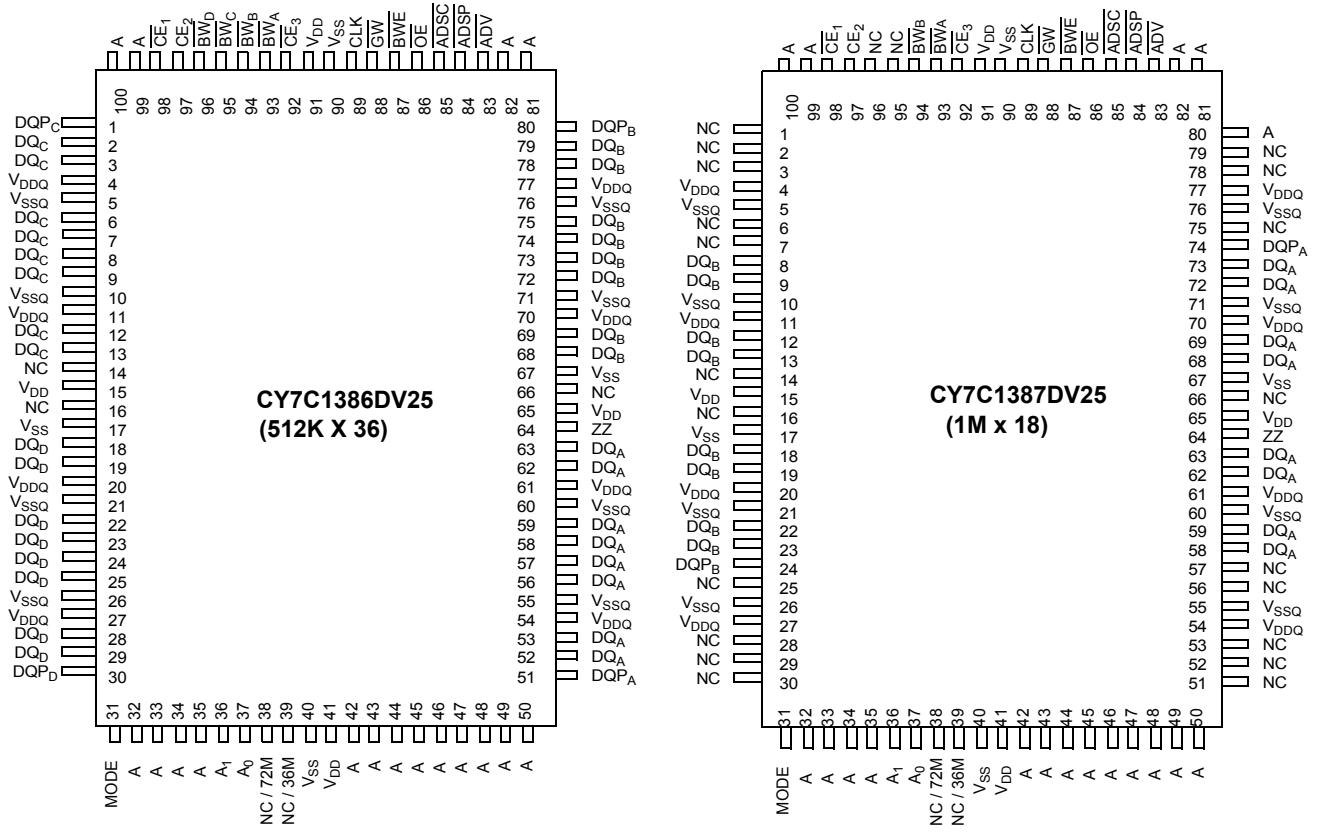 A A CE1 CE2 BWD BWC BWB BWA CE3 VDD VSS CLK GW BWE OE ADSC ADSP ADV A A
100 99 98 97 96 95 94 93 92 91 90 89 88 87 86 85 84 83 82 81
DQPC 1 80 DQPB
DQC 2 79 DQB
DQC 3 78 DQB
VDDQ 4 77 VDDQ
VSSQ 5 76 VSSQ
DQC 6 75 DQB
DQC 7 74 DQB
DQC 8 73 DQB
DQC 9 72 DQB
VSSQ 10 71 VSSQ
VDDQ 11 70 VDDQ
DQC 12 69 DQB
DQC 13 68 DQB
NC 14 67 VSS
VDD 15 66 NC
NC 16 65 VDD
VSS 17 64 ZZ
DQD 18 63 DQA
DQD 19 62 DQA
VDDQ 20 61 VDDQ
VSSQ 21 60 VSSQ
DQD 22 59 DQA
DQD 23 58 DQA
DQD 24 57 DQA
DQD 25 56 DQA
VSSQ 26 55 VSSQ
VDDQ 27 54 VDDQ
DQD 28 53 DQA
DQD 29 52 DQA
DQPD 30 51 DQPA
CY7C1386DV25
(512K X 36)
31 32 33 34 35 36 37 38 39 40 41 42 43 44 45 46 47 48 49 50
MODE A A A A A1 A0 NC / 72M NC / 36M VSS VDD A A A A A A A A A
A A CE1 CE2 NC NC BWB BWA CE3 VDD VSS CLK GW BWE OE ADSC ADSP ADV A A
100 99 98 97 96 95 94 93 92 91 90 89 88 87 86 85 84 83 82 81
NC 1 80 A
NC 2 79 NC
NC 3 78 NC
VDDQ 4 77 VDDQ
VSSQ 5 76 VSSQ
NC 6 75 NC
NC 7 74 DQPA
DQB 8 73 DQA
DQB 9 72 DQA
VSSQ 10 71 VSSQ
VDDQ 11 70 VDDQ
DQB 12 69 DQA
DQB 13 68 DQA
NC 14 67 VSS
VDD 15 66 NC
NC 16 65 VDD
VSS 17 64 ZZ
DQB 18 63 DQA
DQB 19 62 DQA
VDDQ 20 61 VDDQ
VSSQ 21 60 VSSQ
DQB 22 59 DQA
DQB 23 58 DQA
DQPB 24 57 NC
NC 25 56 NC
VSSQ 26 55 VSSQ
VDDQ 27 54 VDDQ
NC 28 53 NC
NC 29 52 NC
NC 30 51 NC
CY7C1387DV25
(1M x 18)
31 32 33 34 35 36 37 38 39 40 41 42 43 44 45 46 47 48 49 50
MODE A A A A A1 A0 NC / 72M NC / 36M VSS VDD A A A A A A A A A